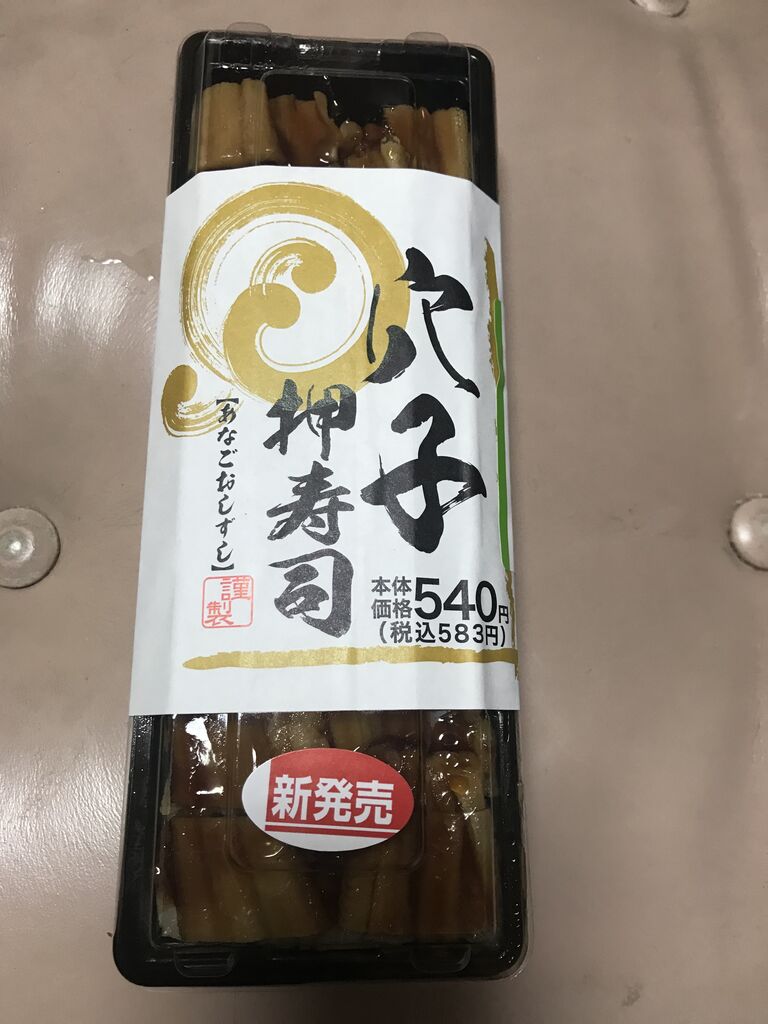 穴子
押寿司
【あなごおしずし】
謹製
本体価格540円
(税込583円)
新発売